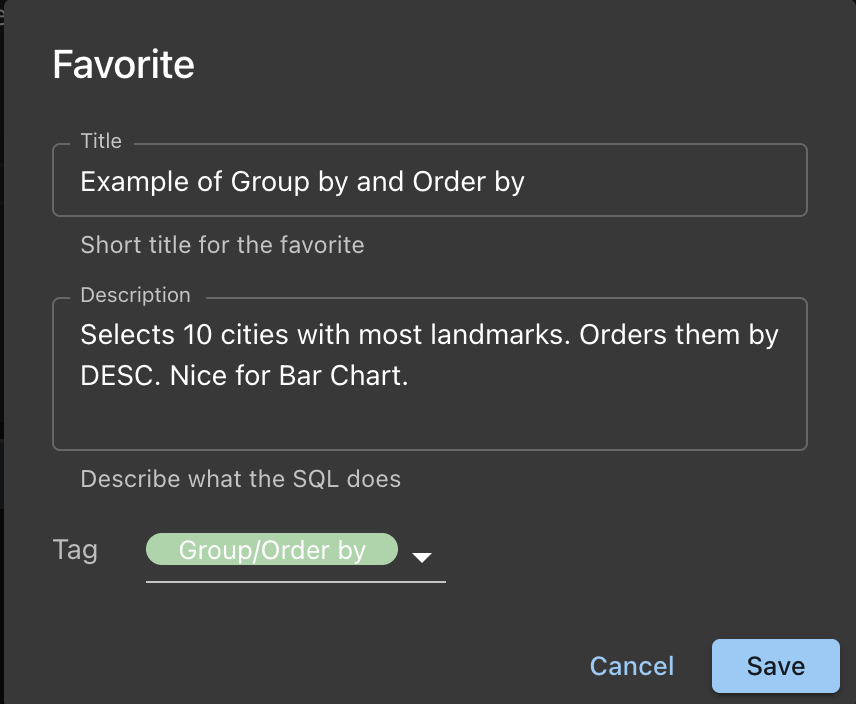 Favorite
Title
Example of Group by and Order by
Short title for the favorite
Description
Selects 10 cities with most landmarks. Orders them by
DESC. Nice for Bar Chart.
Describe what the SQL does
Tag
Group/Order by
Cancel
Save